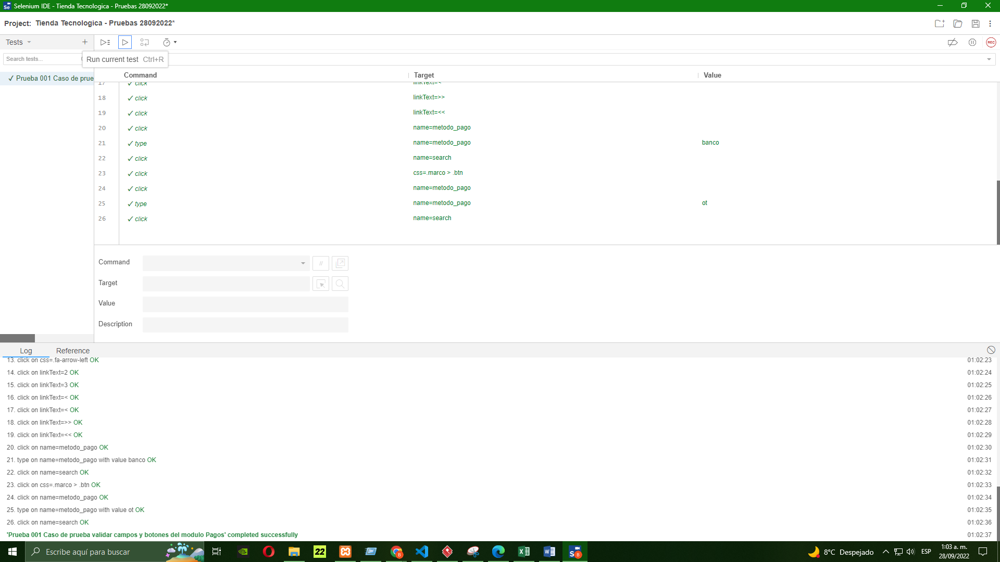 Selenium IDE - Tienda Tecnologica - Pruebas 28092022*
Project: Tienda Tecnologica - Pruebas 28092022*
Tests
REC
Search tests...
Run current test Ctrl+R
Prueba 001 Caso de prue
Command Target Value
17 click linkText=<
18 click linkText=>>
19 click linkText=<<
20 click name=metodo_pago
21 type name=metodo_pago banco
22 click name=search
23 click css=.marco > .btn
24 click name=metodo_pago
25 type name=metodo_pago ot
26 click name=search
Command //
Target
Value
Description
Log Reference
13. click on css=.fa-arrow-left OK 01:02:23
14. click on linkText=2 OK 01:02:24
15. click on linkText=3 OK 01:02:25
16. click on linkText=< OK 01:02:26
17. click on linkText=< OK 01:02:27
18. click on linkText=>> OK 01:02:28
19. click on linkText=<< OK 01:02:29
20. click on name=metodo_pago OK 01:02:30
21. type on name=metodo_pago with value banco OK 01:02:31
22. click on name=search OK 01:02:32
23. click on css=.marco > .btn OK 01:02:33
24. click on name=metodo_pago OK 01:02:34
25. type on name=metodo_pago with value ot OK 01:02:35
26. click on name=search OK 01:02:36
'Prueba 001 Caso de prueba validar campos y botones del modulo Pagos' completed successfully 01:02:37
Escribe aquí para buscar
22
8°C Despejado
ESP
1:03 a. m.
28/09/2022